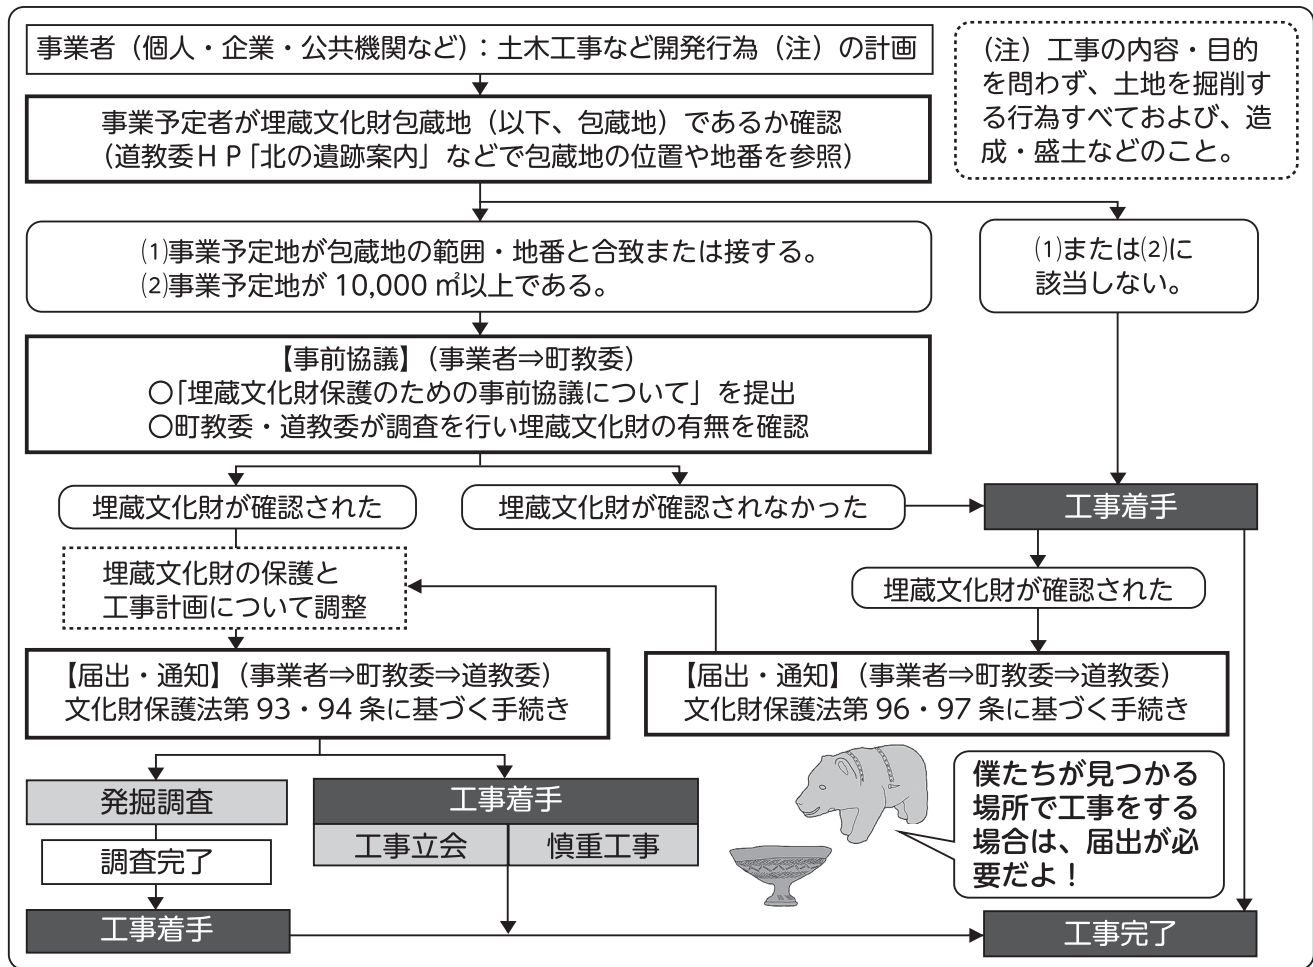 事業者（個人・企業・公共機関など）：土木工事など開発行為（注）の計画
（注）工事の内容・目的
を問わず、土地を掘削す
る行為すべておよび、造
成・盛土などのこと。
事業予定者が埋蔵文化財包蔵地（以下、包蔵地）であるか確認
（道教委ＨＰ「北の遺跡案内」などで包蔵地の位置や地番を参照）
⑴事業予定地が包蔵地の範囲・地番と合致または接する。
⑵事業予定地が 10,000 ㎡以上である。
⑴または⑵に
該当しない。
【事前協議】（事業者⇒町教委）
○「埋蔵文化財保護のための事前協議について」を提出
○町教委・道教委が調査を行い埋蔵文化財の有無を確認
埋蔵文化財が確認された
埋蔵文化財が確認されなかった
工事着手
埋蔵文化財の保護と
工事計画について調整
埋蔵文化財が確認された
【届出・通知】（事業者⇒町教委⇒道教委）
文化財保護法第 93・94 条に基づく手続き
【届出・通知】（事業者⇒町教委⇒道教委）
文化財保護法第 96・97 条に基づく手続き
発掘調査
調査完了
工事着手
工事着手
工事立会
慎重工事
僕たちが見つかる
場所で工事をする
場合は、届出が必
要だよ！
工事完了